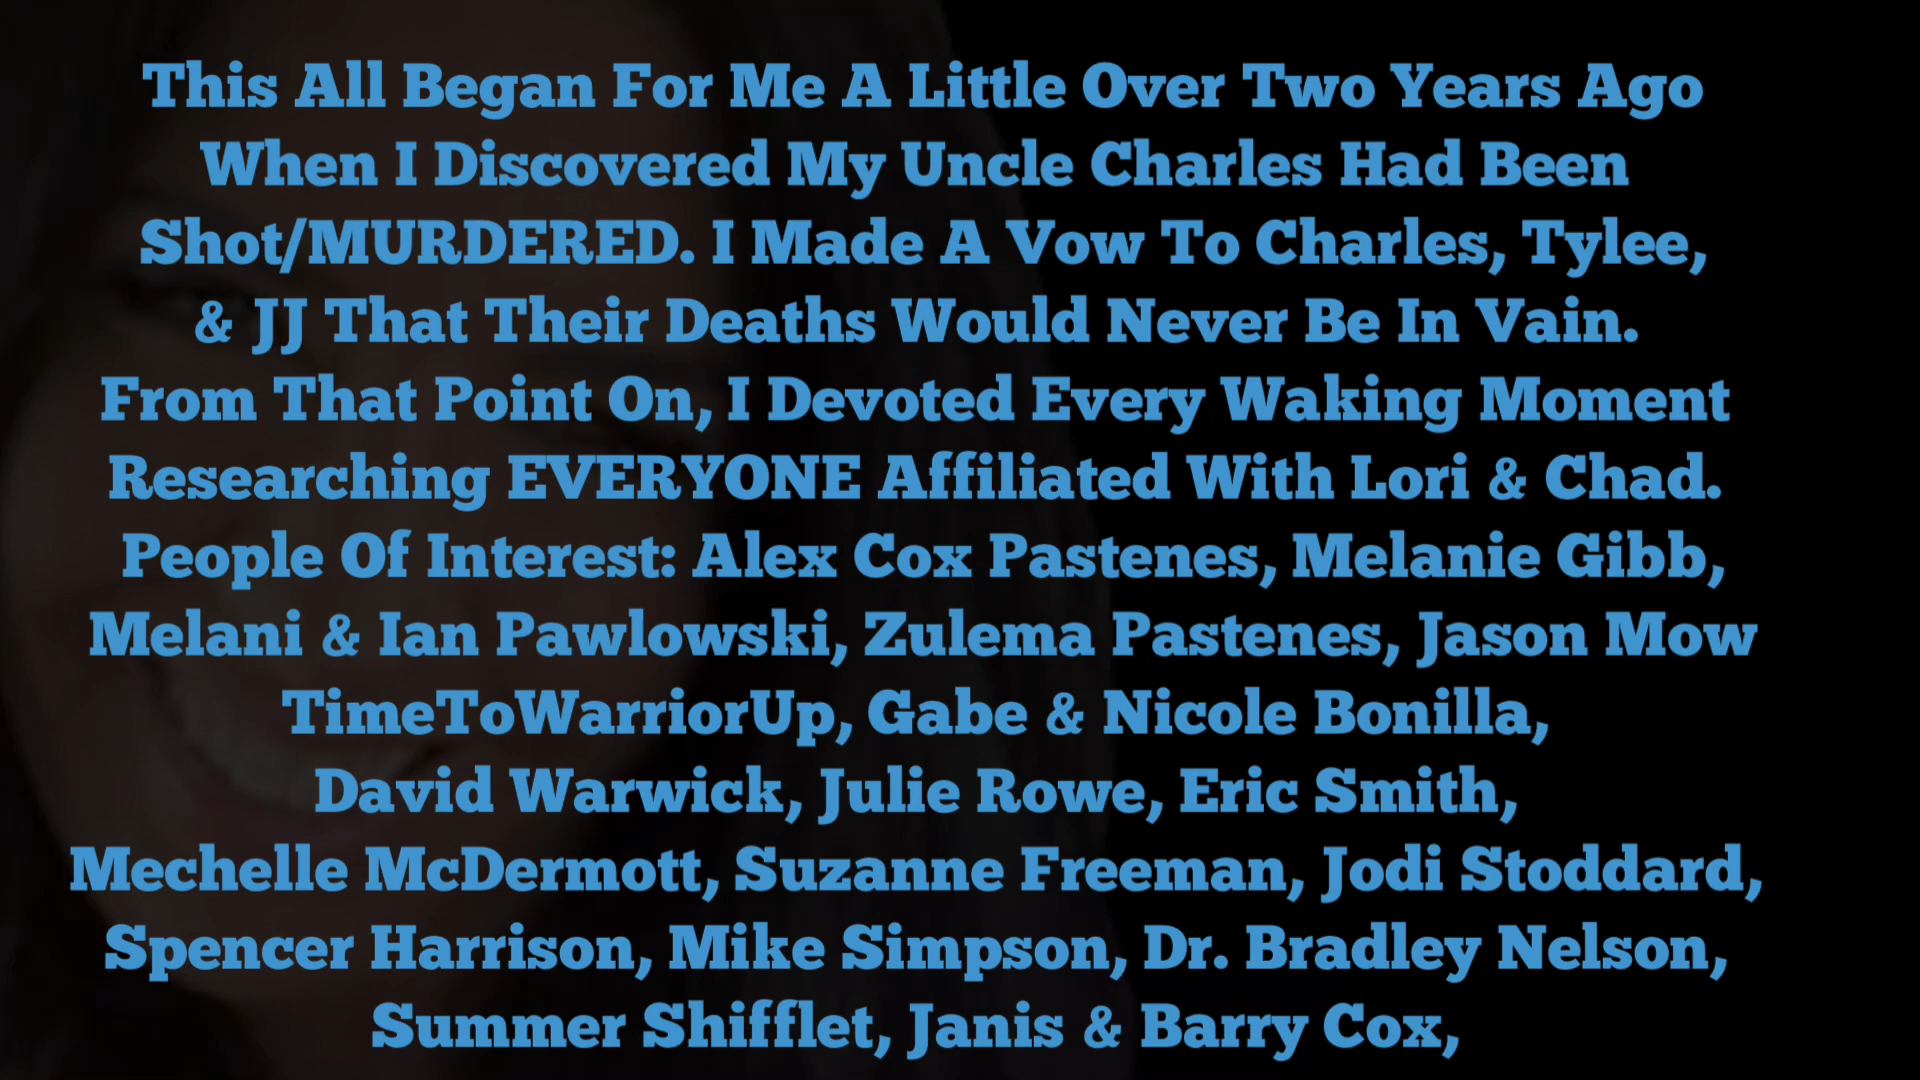 This All Began For Me A Little Over Two Years Ago
When I Discovered My Uncle Charles Had Been
Shot/MURDERED. I Made A Vow To Charles, Tylee,
& JJ That Their Deaths Would Never Be In Vain.
From That Point On, I Devoted Every Waking Moment
Researching EVERYONE Affiliated With Lori & Chad.
People Of Interest: Alex Cox Pastenes, Melanie Gibb,
Melani & Ian Pawlowski, Zulema Pastenes, Jason Mow
TimeToWarriorUp, Gabe & Nicole Bonilla,
David Warwick, Julie Rowe, Eric Smith,
Mechelle McDermott, Suzanne Freeman, Jodi Stoddard,
Spencer Harrison, Mike Simpson, Dr. Bradley Nelson,
Summer Shifflet, Janis & Barry Cox,